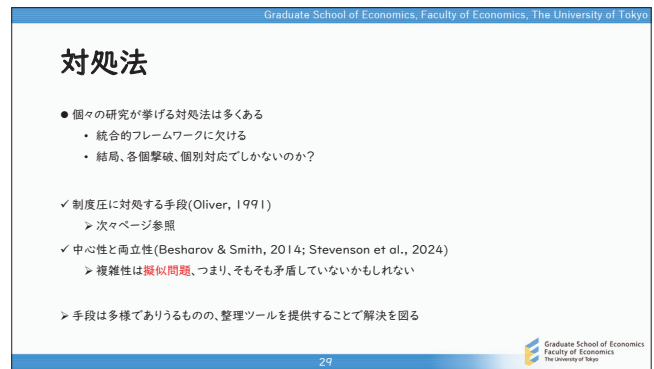 Graduate School of Economics, Faculty of Economics, The University of Tokyo
対処法
● 個々の研究が挙げる対処法は多くある
• 統合的フレームワークに欠ける
• 結局、各個撃破、個別対応でしかないのか?
✓ 制度圧に対処する手段(Oliver, 1991)
➢ 次々ページ参照
✓ 中心性と両立性(Besharov & Smith, 2014; Stevenson et al., 2024)
➢ 複雑性は擬似問題、つまり、そもそも矛盾していないかもしれない
➢ 手段は多様でありうるものの、整理ツールを提供することで解決を図る
29
Graduate School of Economics
Faculty of Economics
The University of Tokyo